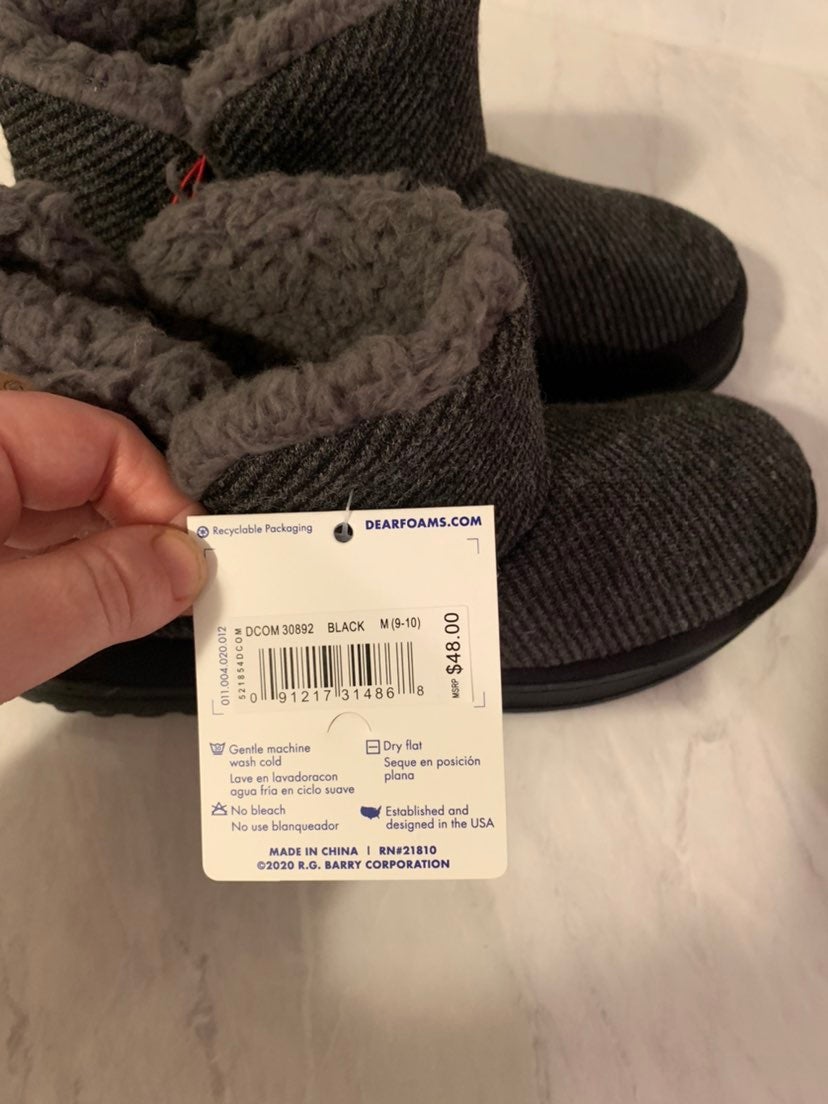 Recyclable Packaging
DEARFOAMS.COM
011.004.020.012
521854DCOM
DCOM 30892 BLACK M (9-10)
MSRP $48.00
0 91217 31486 8
Gentle machine
wash cold
Lave en lavadoracon
agua fría en ciclo suave
No bleach
No use blanqueador
Dry flat
Seque en posición
plana
Established and
designed in the USA
MADE IN CHINA | RN#21810
©2020 R.G. BARRY CORPORATION